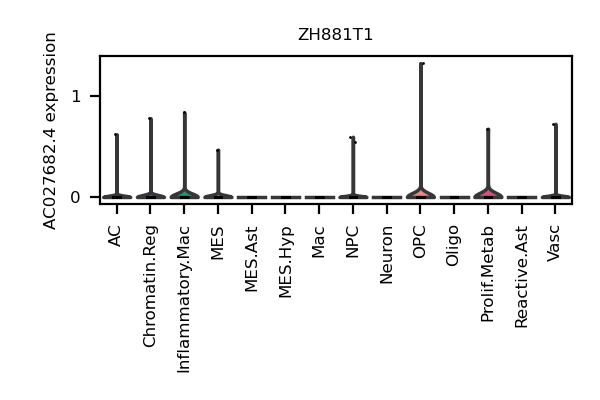 ZH881T1
AC027682.4 expression
1
0
AC
Chromatin.Reg
Inflammatory.Mac
MES
MES.Ast
MES.Hyp
Mac
NPC
Neuron
OPC
Oligo
Prolif.Metab
Reactive.Ast
Vasc